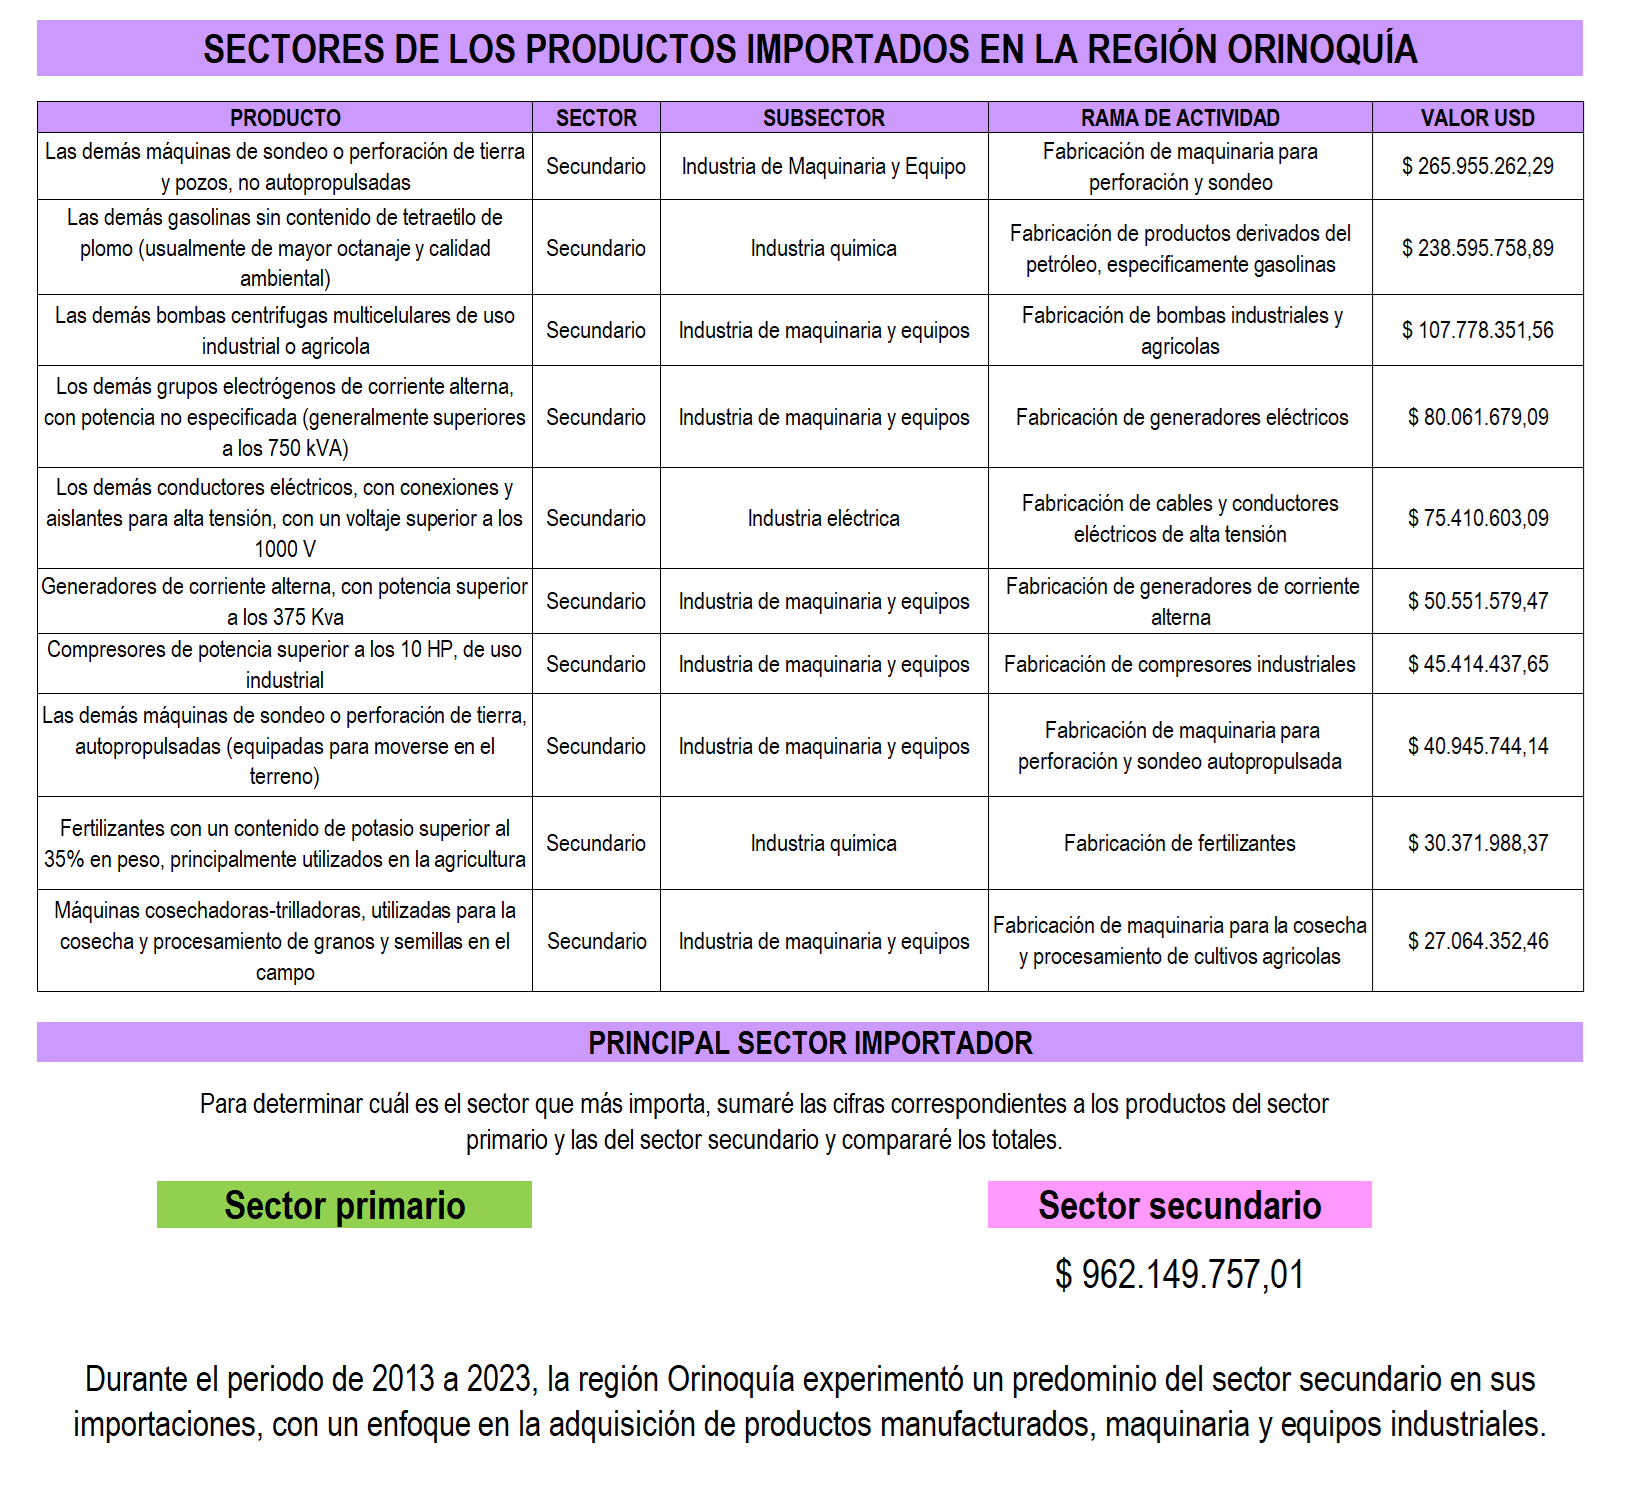 SECTORES DE LOS PRODUCTOS IMPORTADOS EN LA REGIÓN ORINOQUÍA
PRODUCTO SECTOR SUBSECTOR RAMA DE ACTIVIDAD VALOR USD
Las demás máquinas de sondeo o perforación de tierra
y pozos, no autopropulsadas
Secundario
Industria de Maquinaria y Equipo
Fabricación de maquinaria para
perforación y sondeo
$ 265.955.262,29
Las demás gasolinas sin contenido de tetraetilo de
plomo (usualmente de mayor octanaje y calidad
ambiental)
Secundario
Industria química
Fabricación de productos derivados del
petróleo, específicamente gasolinas
$ 238.595.758,89
Las demás bombas centrífugas multicelulares de uso
industrial o agrícola
Secundario
Industria de maquinaria y equipos
Fabricación de bombas industriales y
agrícolas
$ 107.778.351,56
Los demás grupos electrógenos de corriente alterna,
con potencia no especificada (generalmente superiores
a los 750 kVA)
Secundario
Industria de maquinaria y equipos
Fabricación de generadores eléctricos
$ 80.061.679,09
Los demás conductores eléctricos, con conexiones y
aislantes para alta tensión, con un voltaje superior a los
1000 V
Secundario
Industria eléctrica
Fabricación de cables y conductores
eléctricos de alta tensión
$ 75.410.603,09
Generadores de corriente alterna, con potencia superior
a los 375 Kva
Secundario
Industria de maquinaria y equipos
Fabricación de generadores de corriente
alterna
$ 50.551.579,47
Compresores de potencia superior a los 10 HP, de uso
industrial
Secundario
Industria de maquinaria y equipos
Fabricación de compresores industriales
$ 45.414.437,65
Las demás máquinas de sondeo o perforación de tierra,
autopropulsadas (equipadas para moverse en el
terreno)
Secundario
Industria de maquinaria y equipos
Fabricación de maquinaria para
perforación y sondeo autopropulsada
$ 40.945.744,14
Fertilizantes con un contenido de potasio superior al
35% en peso, principalmente utilizados en la agricultura
Secundario
Industria química
Fabricación de fertilizantes
$ 30.371.988,37
Máquinas cosechadoras-trilladoras, utilizadas para la
cosecha y procesamiento de granos y semillas en el
campo
Secundario
Industria de maquinaria y equipos
Fabricación de maquinaria para la cosecha
y procesamiento de cultivos agrícolas
$ 27.064.352,46
PRINCIPAL SECTOR IMPORTADOR
Para determinar cuál es el sector que más importa, sumaré las cifras correspondientes a los productos del sector
primario y las del sector secundario y compararé los totales.
Sector primario
Sector secundario
$ 962.149.757,01
Durante el periodo de 2013 a 2023, la región Orinoquía experimentó un predominio del sector secundario en sus
importaciones, con un enfoque en la adquisición de productos manufacturados, maquinaria y equipos industriales.